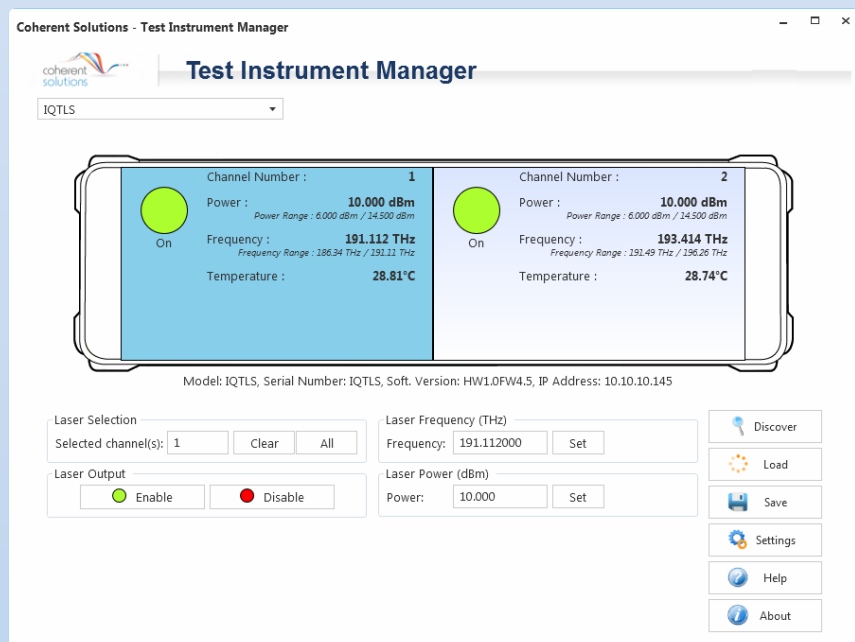 Coherent Solutions - Test Instrument Manager
coherent
solutions
Test Instrument Manager
IQTLS
Channel Number : 1
Power : 10.000 dBm
Power Range : 6.000 dBm / 14.500 dBm
On
Frequency : 191.112 THz
Frequency Range : 186.34 THz / 191.11 THz
Temperature : 28.81°C
Channel Number : 2
Power : 10.000 dBm
Power Range : 6.000 dBm / 14.500 dBm
On
Frequency : 193.414 THz
Frequency Range : 191.49 THz / 196.26 THz
Temperature : 28.74°C
Model: IQTLS, Serial Number: IQTLS, Soft. Version: HW1.0FW4.5, IP Address: 10.10.10.145
Laser Selection
Selected channel(s): 1 Clear All
Laser Output
Enable Disable
Laser Frequency (THz)
Frequency: 191.112000 Set
Laser Power (dBm)
Power: 10.000 Set
Discover
Load
Save
Settings
Help
About